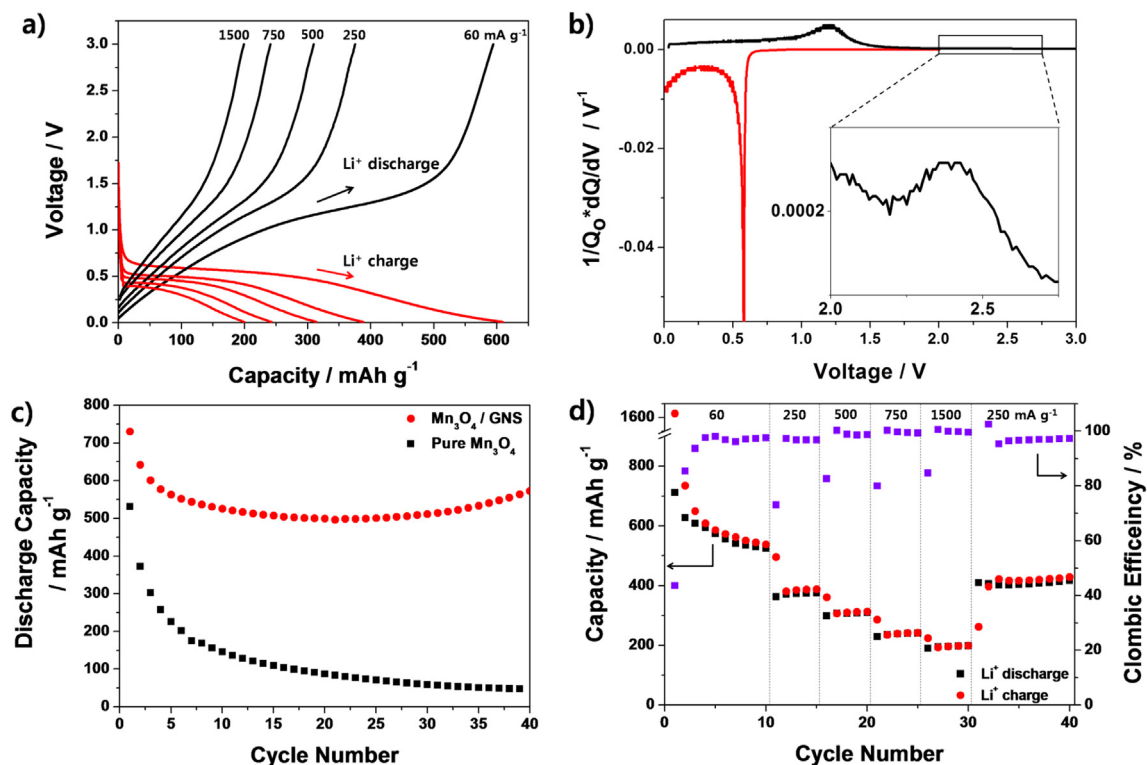 a)
1500 750 500 250 60 mA g⁻¹
3.0
2.5
2.0
1.5
1.0
0.5
0.0
Voltage / V
Li⁺ discharge
Li⁺ charge
0 100 200 300 400 500 600
Capacity / mAh g⁻¹
b)
0.00
-0.02
-0.04
1/Q₀*dQ/dV / V⁻¹
0.0002
2.0 2.5
0.0 0.5 1.0 1.5 2.0 2.5 3.0
Voltage / V
c)
800
700
600
500
400
300
200
100
0
Discharge Capacity
/ mAh g⁻¹
Mn₃O₄ / GNS
Pure Mn₃O₄
0 5 10 15 20 25 30 35 40
Cycle Number
d)
60 250 500 750 1500 250 mA g⁻¹
1600
800
600
400
200
0
Capacity / mAh g⁻¹
100
80
60
40
20
0
Clombic Efficeincy / %
Li⁺ discharge
Li⁺ charge
0 10 20 30 40
Cycle Number